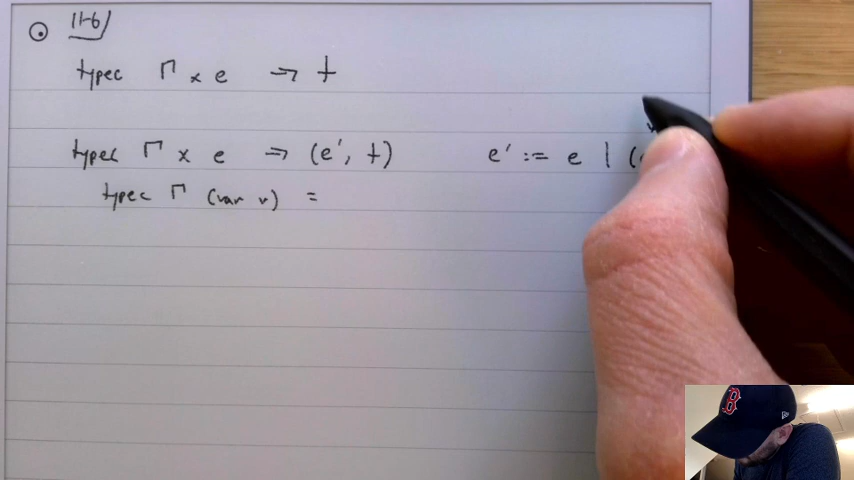 11-6
typec Γ x e → t
typec Γ x e → (e', t) e' := e | (
typec Γ (var v) =
B